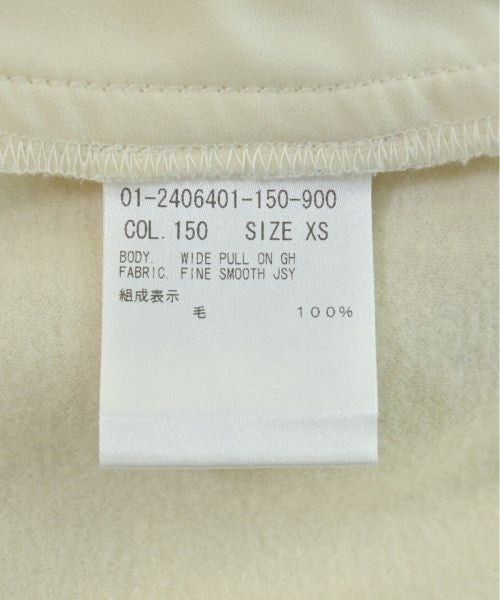 01-2406401-150-900
COL. 150 SIZE XS
BODY. WIDE PULL ON GH
FABRIC. FINE SMOOTH JSY
組成表示
毛 100%